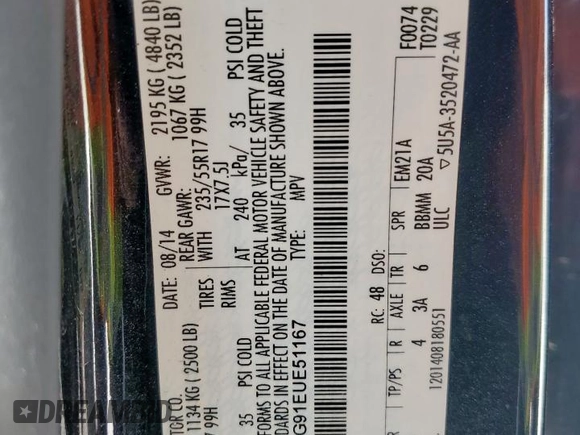 DATE: 08/14 GVWR: 2195 KG ( 4840 LB)
TOR CO.
1134 KG ( 2500 LB) REAR GAWR: 1067 KG ( 2352 LB)
WITH
99H TIRES 235/55R17 99H
RIMS 17X7.5J
35 PSI COLD AT 240 kPa/ 35 PSI COLD
FORMS TO ALL APPLICABLE FEDERAL MOTOR VEHICLE SAFETY AND THEFT
DARDS IN EFFECT ON THE DATE OF MANUFACTURE SHOWN ABOVE.
G91EUE51167 TYPE: MPV
F0074
RC: 48 DSO: T0229
TP/PS R AXLE TR SPR EM21A
4 3A 6 BBMM 20A
1201408180551 ULC ▽5U5A-3520472-AA
DREAMBID